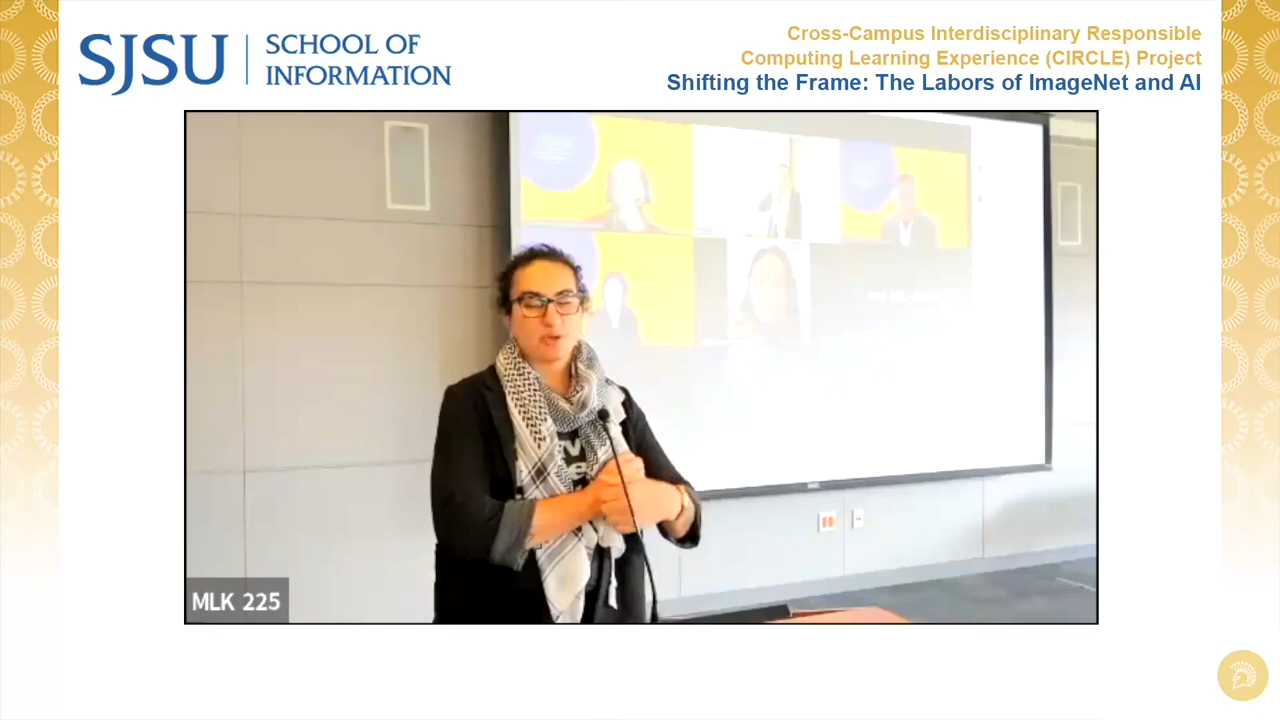 SJSU
SCHOOL OF
INFORMATION
Cross-Campus Interdisciplinary Responsible
Computing Learning Experience (CIRCLE) Project
Shifting the Frame: The Labors of ImageNet and AI
MLK 225